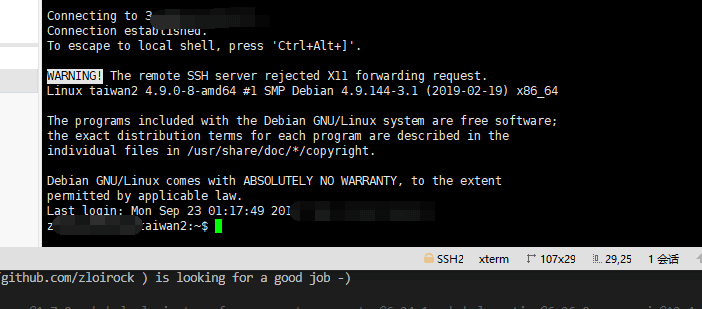 Connecting to 3
Connection established.
To escape to local shell, press 'Ctrl+Alt+]'.
WARNING! The remote SSH server rejected X11 forwarding request.
Linux taiwan2 4.9.0-8-amd64 #1 SMP Debian 4.9.144-3.1 (2019-02-19) x86_64
The programs included with the Debian GNU/Linux system are free software;
the exact distribution terms for each program are described in the
individual files in /usr/share/doc/*/copyright.
Debian GNU/Linux comes with ABSOLUTELY NO WARRANTY, to the extent
permitted by applicable law.
Last login: Mon Sep 23 01:17:49 201
z taiwan2:~$
SSH2 xterm 107x29 29,25 1 会话
(github.com/zloirock ) is looking for a good job -)